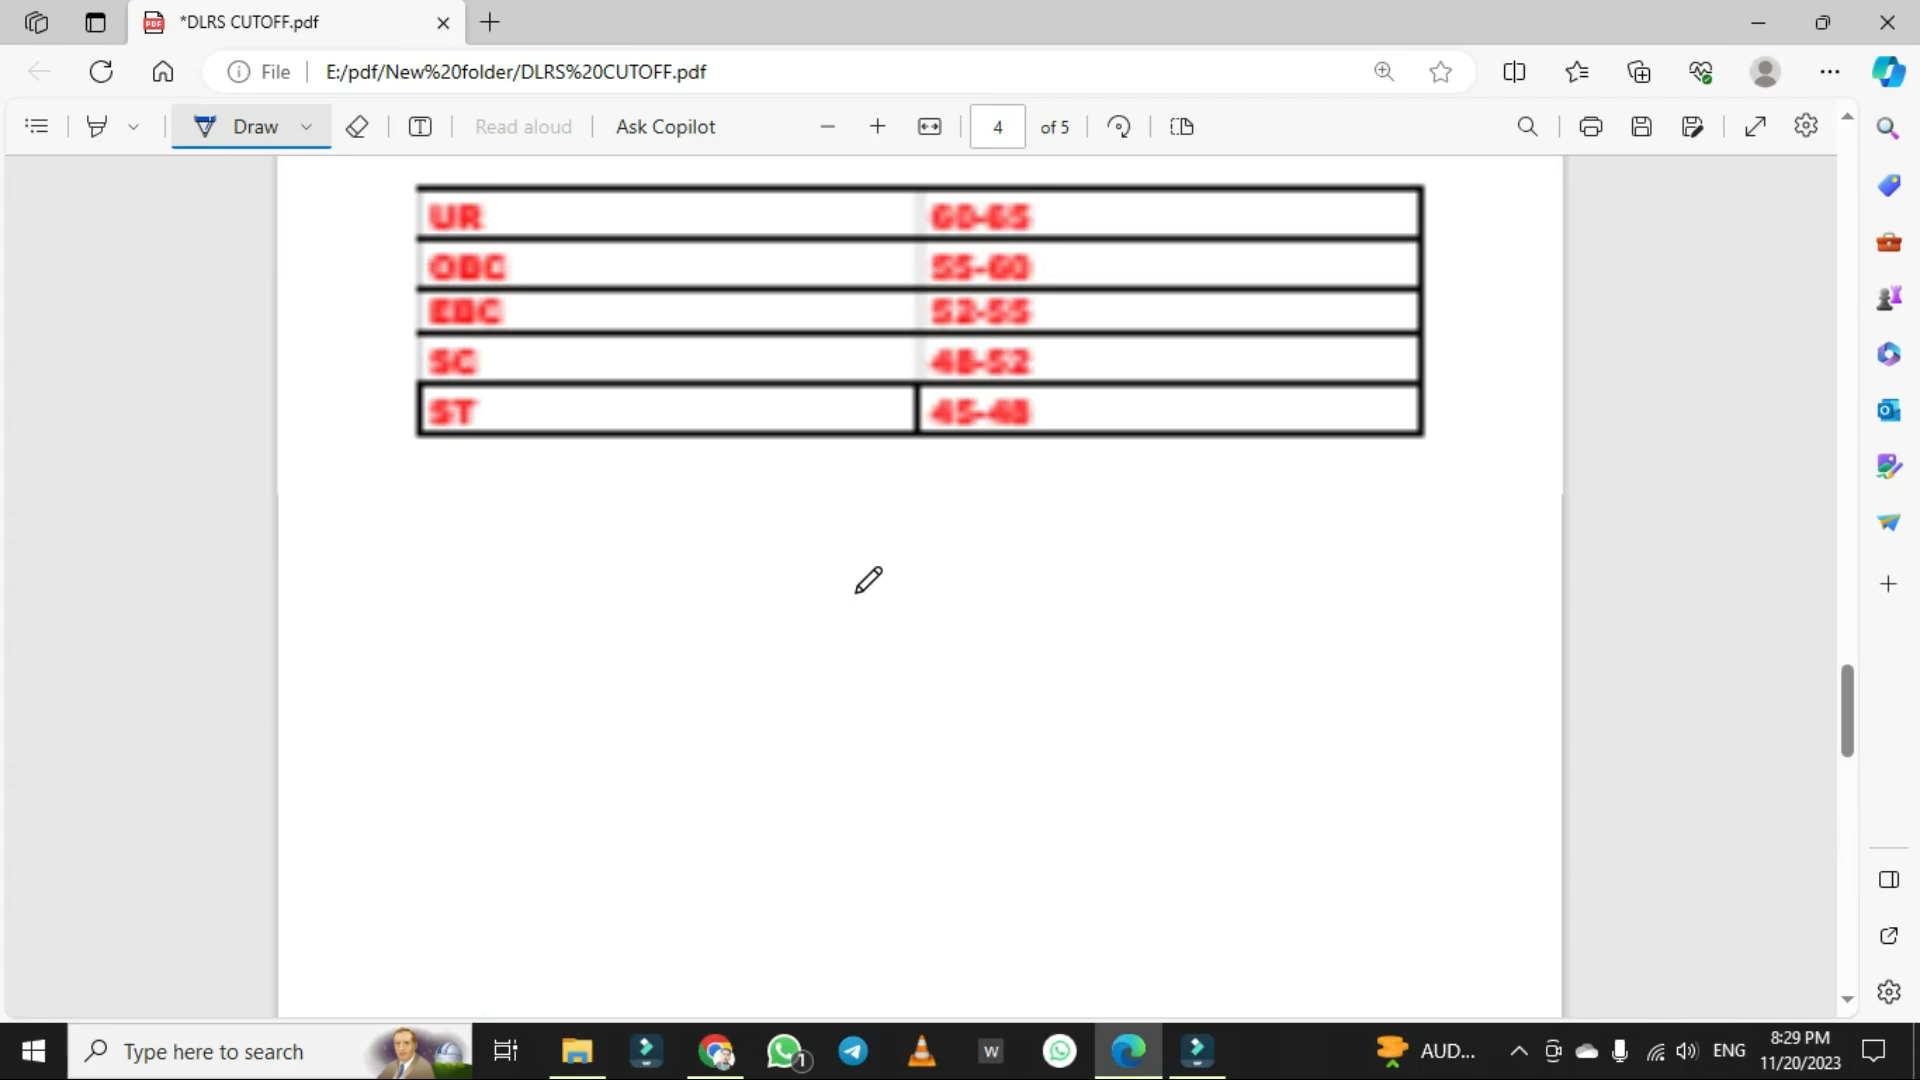 *DLRS CUTOFF.pdf
File E:/pdf/New%20folder/DLRS%20CUTOFF.pdf
Draw Read aloud Ask Copilot 4 of 5
UR 60-65
OBC 55-60
EBC 52-55
SC 48-52
ST 45-48
Type here to search
1
W
AUD...
ENG
8:29 PM
11/20/2023